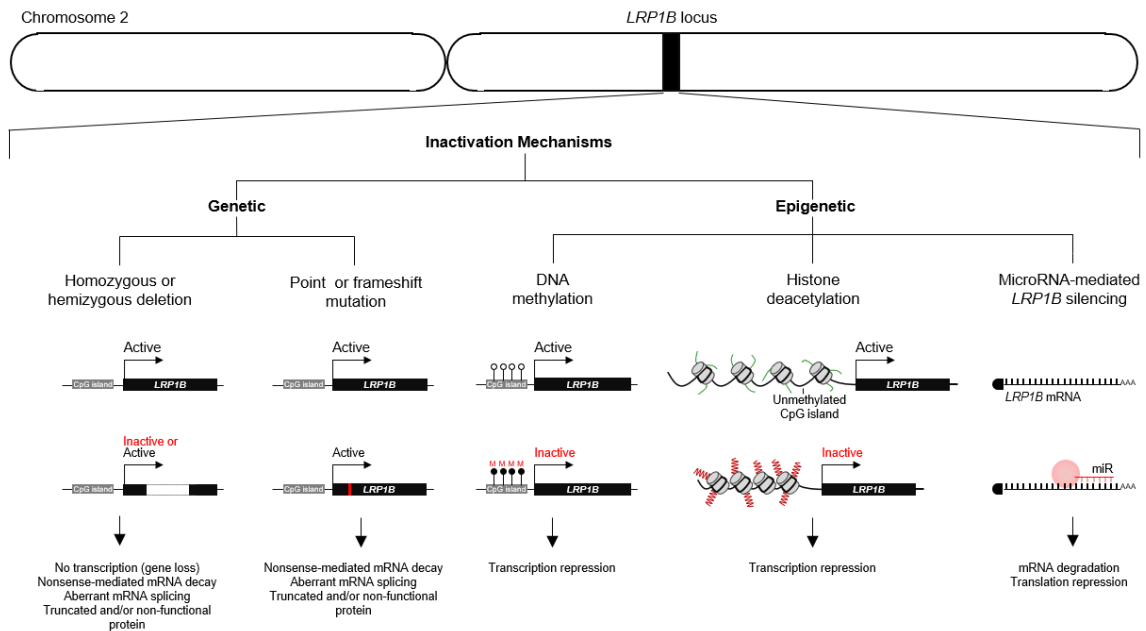 Chromosome 2
LRP1B locus
Inactivation Mechanisms
Genetic
Epigenetic
Homozygous or
hemizygous deletion
Point or frameshift
mutation
DNA
methylation
Histone
deacetylation
MicroRNA-mediated
LRP1B silencing
Active
CpG island
LRP1B
Active
CpG island
LRP1B
Active
CpG island
LRP1B
Active
LRP1B
Unmethylated
CpG island
AAA
LRP1B mRNA
Inactive or
Active
CpG island
Active
CpG island
LRP1B
M M M M
Inactive
CpG island
LRP1B
Inactive
LRP1B
miR
AAA
No transcription (gene loss)
Nonsense-mediated mRNA decay
Aberrant mRNA splicing
Truncated and/or non-functional
protein
Nonsense-mediated mRNA decay
Aberrant mRNA splicing
Truncated and/or non-functional
protein
Transcription repression
Transcription repression
mRNA degradation
Translation repression